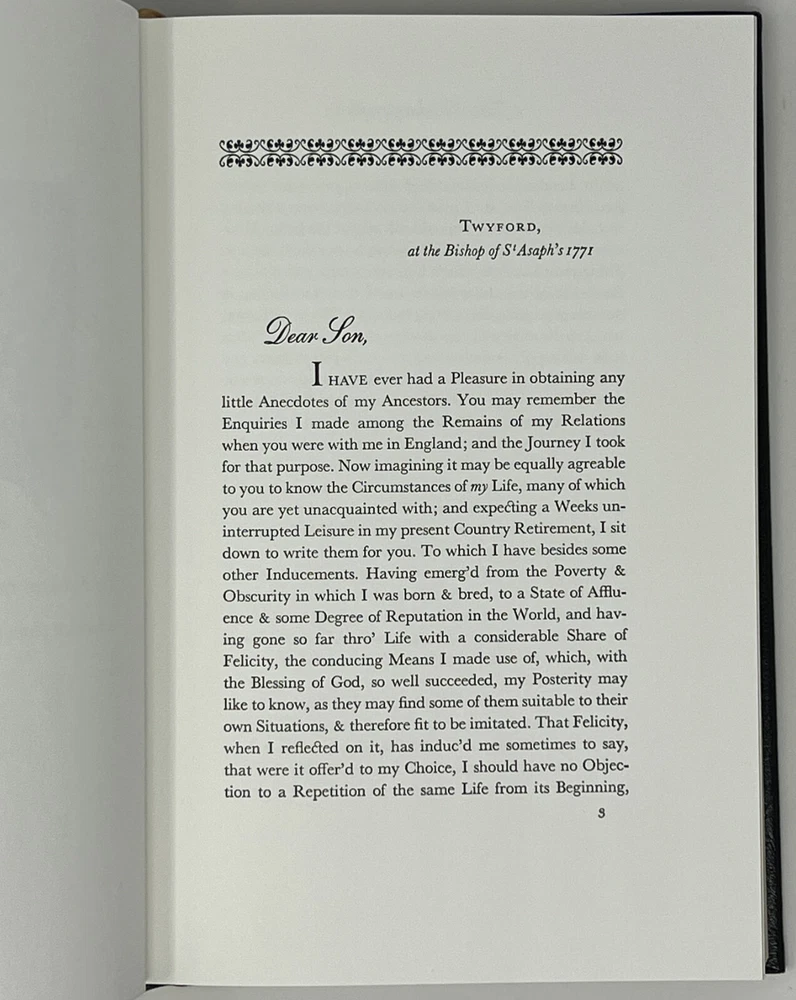 TWYFORD,
at the Bishop of St Asaph's 1771
Dear Son,
I HAVE ever had a Pleasure in obtaining any
little Anecdotes of my Ancestors. You may remember the
Enquiries I made among the Remains of my Relations
when you were with me in England; and the Journey I took
for that purpose. Now imagining it may be equally agreeable
to you to know the Circumstances of my Life, many of which
you are yet unacquainted with; and expecting a Weeks un-
interrupted Leisure in my present Country Retirement, I sit
down to write them for you. To which I have besides some
other Inducements. Having emerg'd from the Poverty &
Obscurity in which I was born & bred, to a State of Afflu-
ence & some Degree of Reputation in the World, and hav-
ing gone so far thro' Life with a considerable Share of
Felicity, the conducing Means I made use of, which, with
the Blessing of God, so well succeeded, my Posterity may
like to know, as they may find some of them suitable to their
own Situations, & therefore fit to be imitated. That Felicity,
when I reflected on it, has induc'd me sometimes to say,
that were it offer'd to my Choice, I should have no Objec-
tion to a Repetition of the same Life from its Beginning,
3